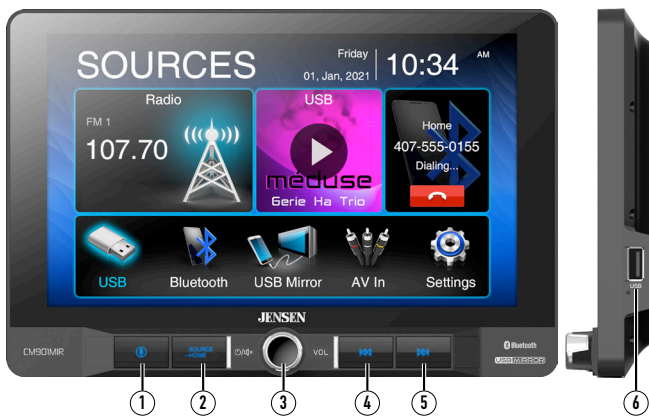 SOURCES
Friday
01, Jan, 2021
10:34
AM
Radio
FM 1
107.70
USB
méduse
Gerie Ha Trio
Home
407-555-0155
Dialing...
USB
Bluetooth
USB Mirror
AV In
Settings
JENSEN
CM901MIR
SOURCE
HOME
VOL
Bluetooth
USB MIRROR
USB
1
2
3
4
5
6